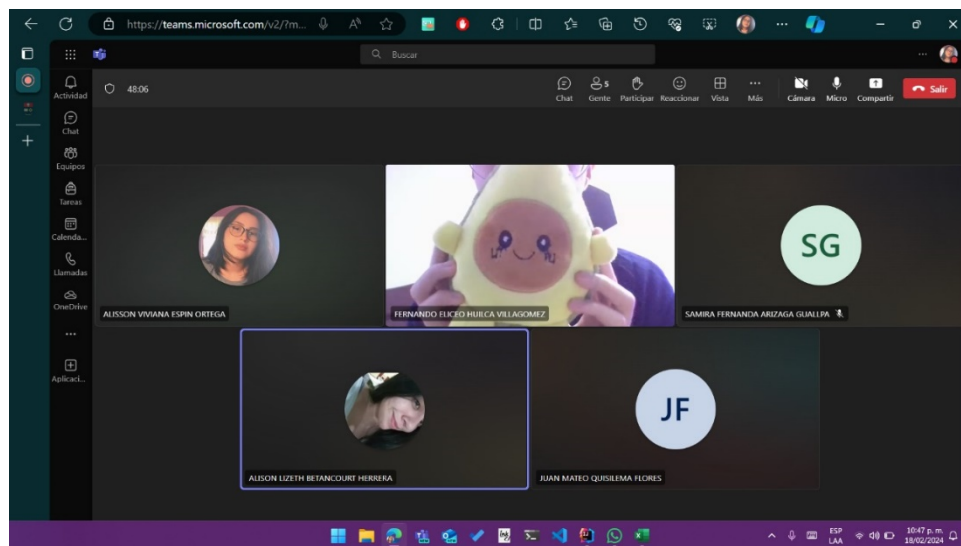 https://teams.microsoft.com/v2/?m...
Buscar
48:06
Chat
5
Gente
Participar
Reaccionar
Vista
Más
Cámara
Micro
Compartir
Salir
Actividad
Chat
Equipos
Tareas
Calenda...
Llamadas
OneDrive
Aplicaci...
ALISSON VIVIANA ESPIN ORTEGA
FERNANDO ELICEO HUILCA VILLAGOMEZ
SG
SAMIRA FERNANDA ARIZAGA GUALLPA
ALISON LIZETH BETANCOURT HERRERA
JF
JUAN MATEO QUISILEMA FLORES
ESP
LAA
10:47 p. m.
18/02/2024